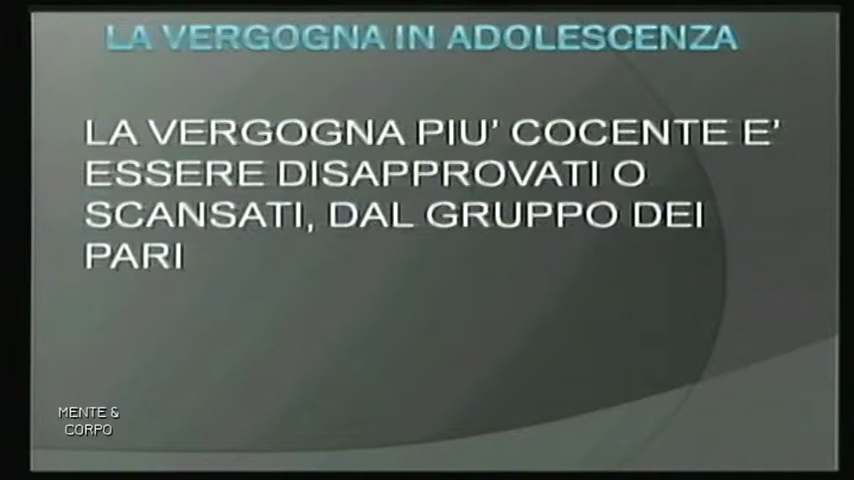 LA VERGOGNA IN ADOLESCENZA
LA VERGOGNA PIU' COCENTE E'
ESSERE DISAPPROVATI O
SCANSATI, DAL GRUPPO DEI
PARI
MENTE &
CORPO